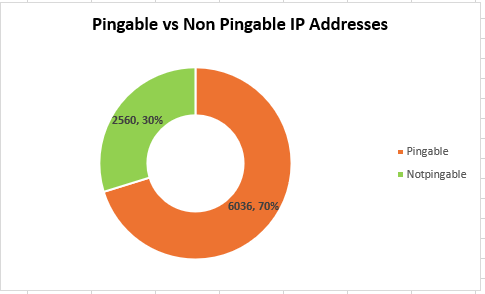 Pingable vs Non Pingable IP Addresses
2560, 30%
6036, 70%
Pingable
Notpingable